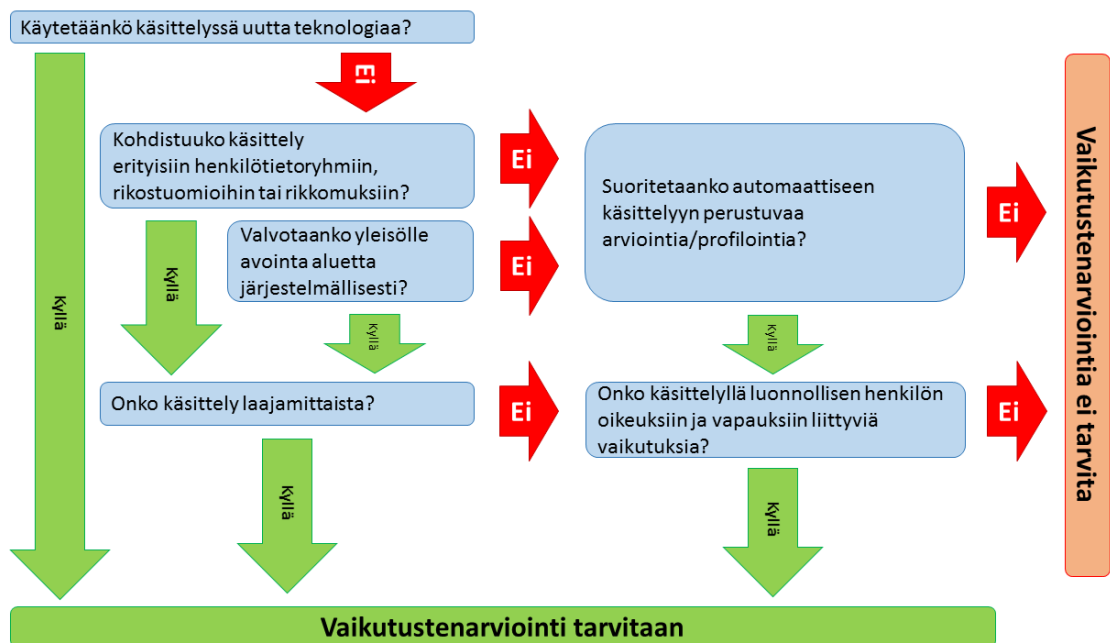 Käytetäänkö käsittelyssä uutta teknologiaa?
Ei
Kohdistuuko käsittely
erityisiin henkilötietoryhmiin,
rikostuomioihin tai rikkomuksiin?
Ei
Suoritetaanko automaattiseen
käsittelyyn perustuvaa
arviointia/profilointia?
Ei
Valvotaanko yleisölle
avointa aluetta
järjestelmällisesti?
Ei
Kyllä
Kyllä
Kyllä
Kyllä
Onko käsittely laajamittaista?
Ei
Onko käsittelyllä luonnollisen henkilön
oikeuksiin ja vapauksiin liittyviä
vaikutuksia?
Ei
Kyllä
Kyllä
Vaikutustenarviointia ei tarvita
Vaikutustenarviointi tarvitaan